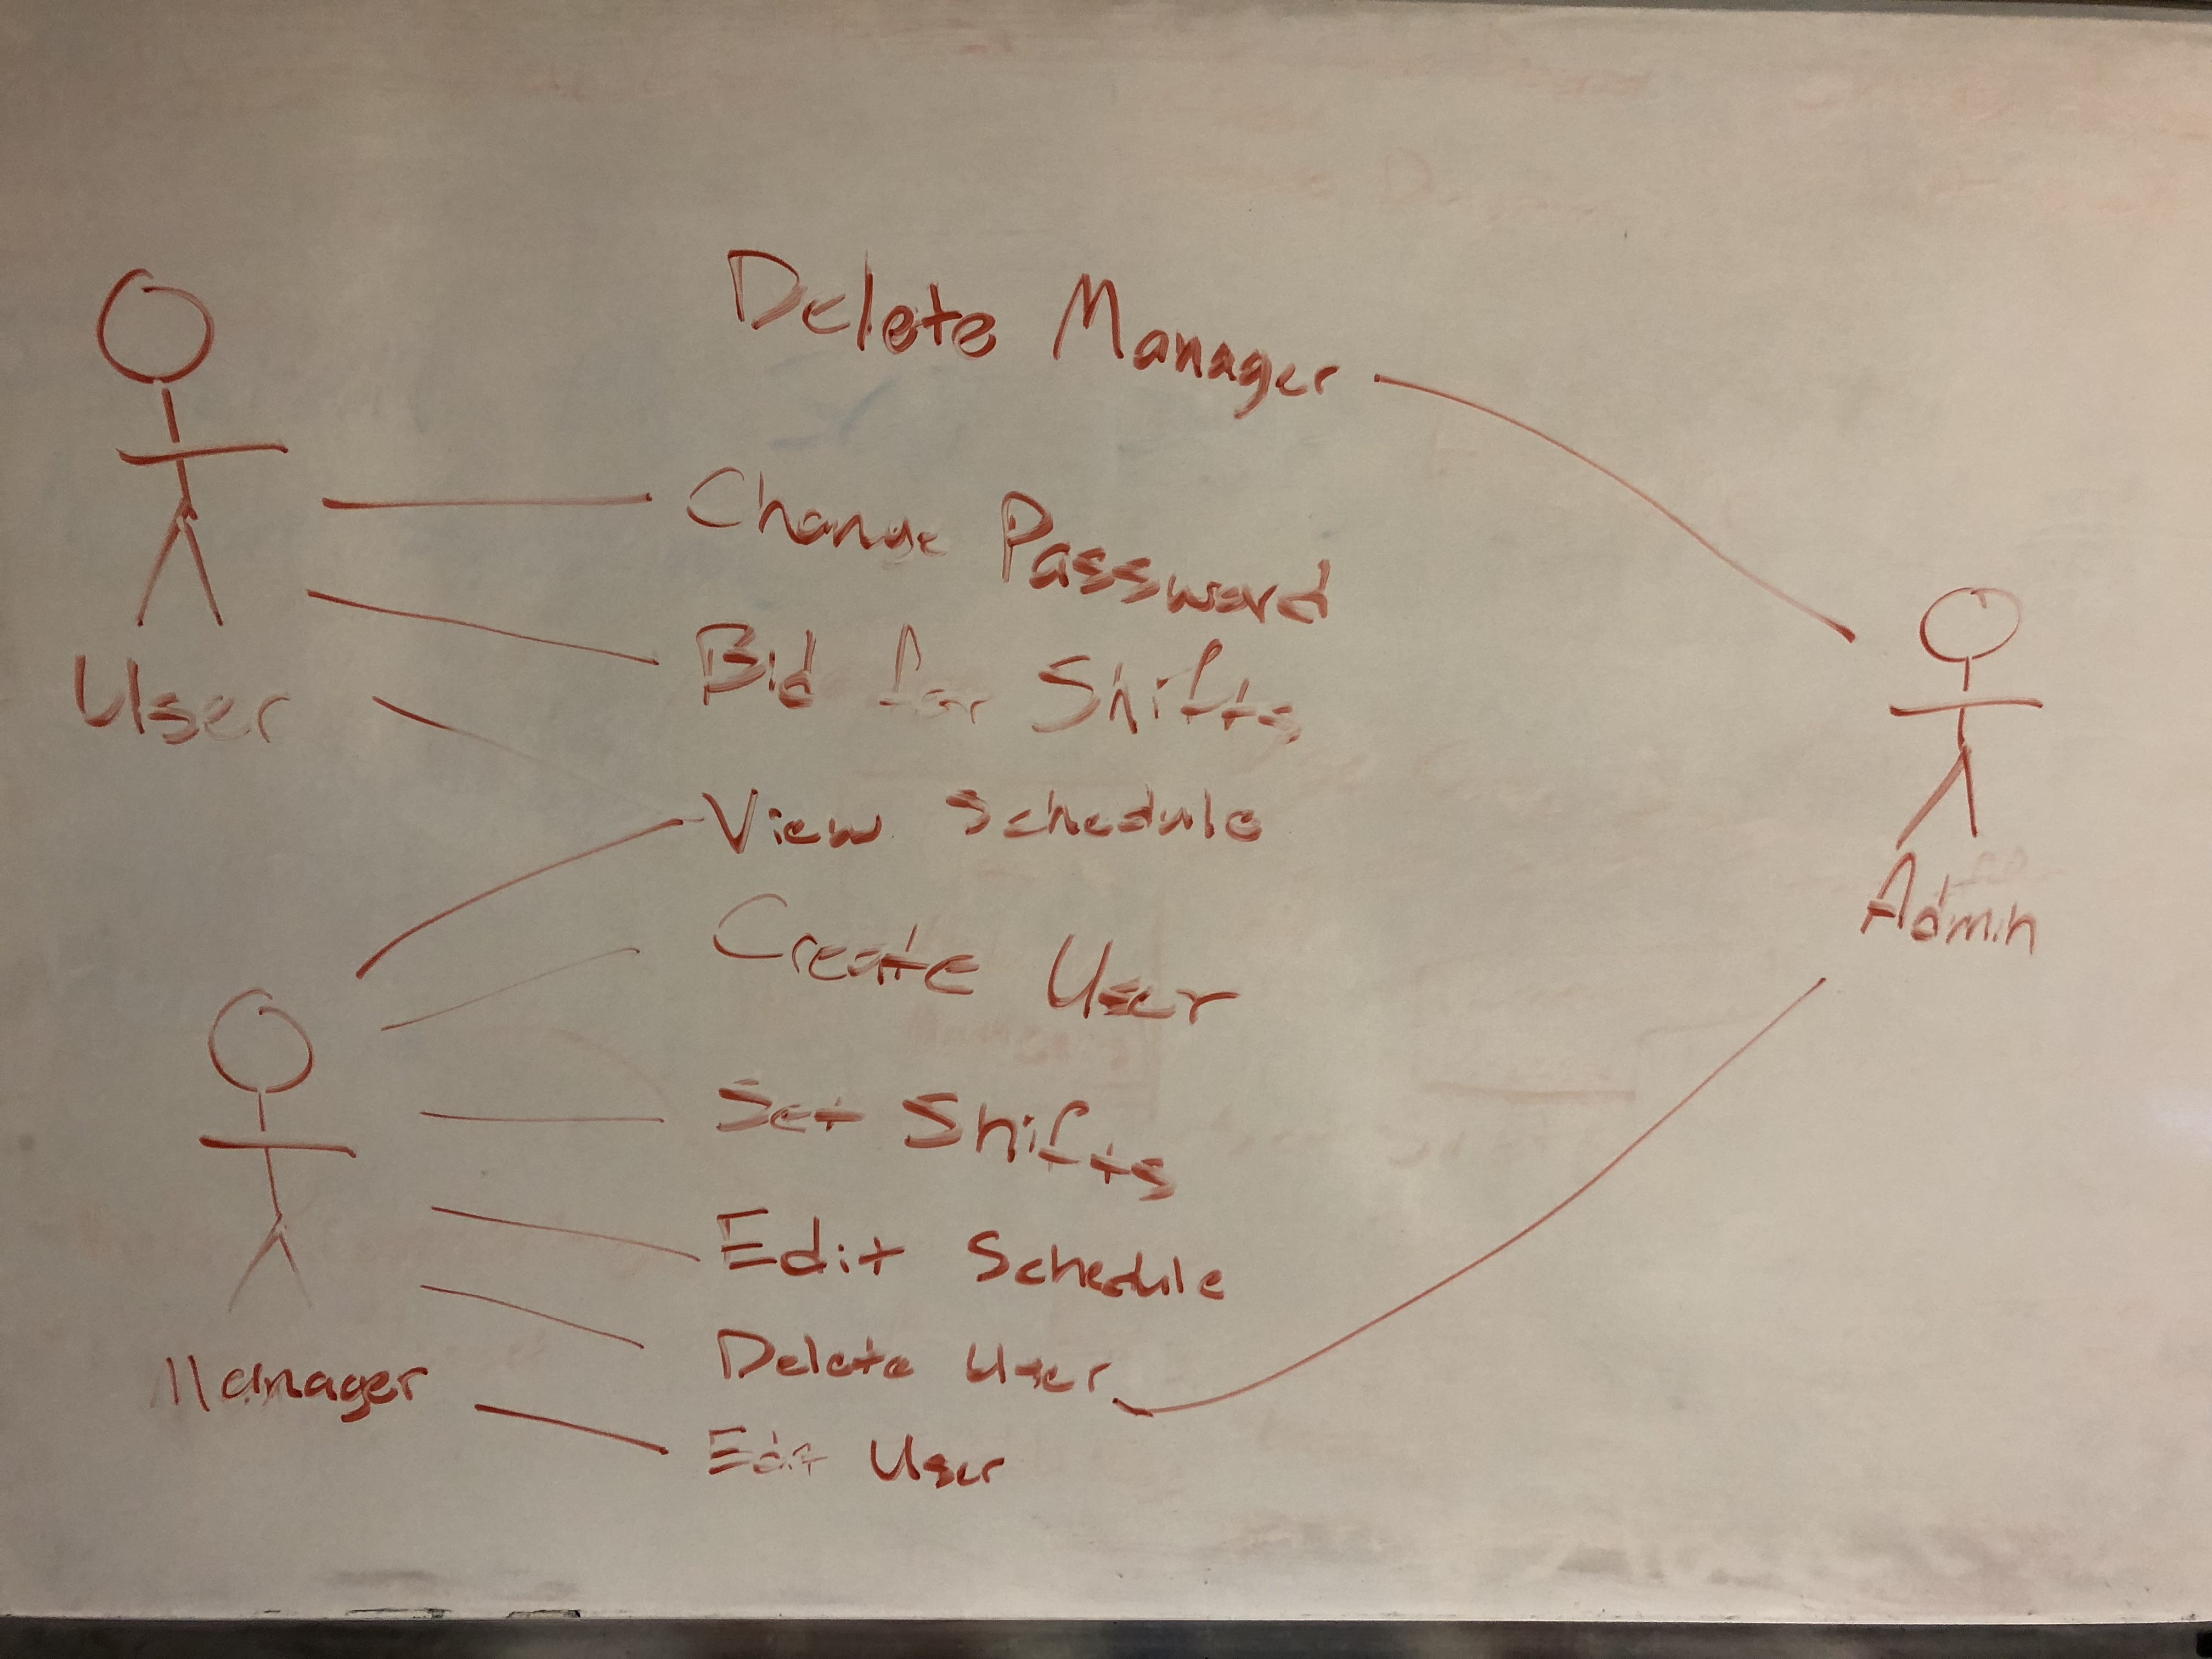 Delete Manager
Change Password
User
Bid for Shifts
View Schedule
Admin
Create User
Set Shifts
Edit Schedule
Manager
Delete User
Edit User